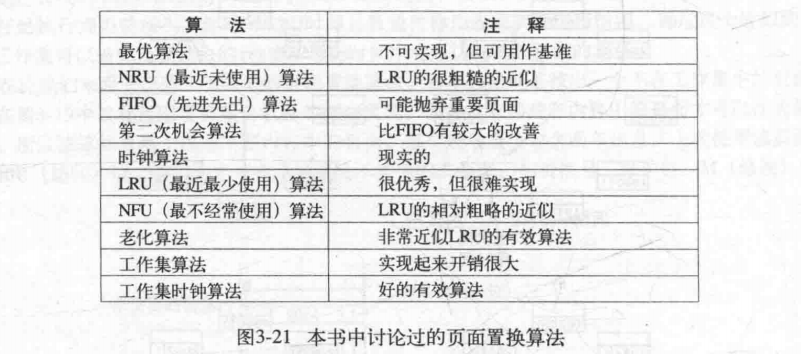 算 法 注 释
最优算法 不可实现，但可用作基准
NRU（最近未使用）算法 LRU的很粗糙的近似
FIFO（先进先出）算法 可能抛弃重要页面
第二次机会算法 比FIFO有较大的改善
时钟算法 现实的
LRU（最近最少使用）算法 很优秀，但很难实现
NFU（最不经常使用）算法 LRU的相对粗略的近似
老化算法 非常近似LRU的有效算法
工作集算法 实现起来开销很大
工作集时钟算法 好的有效算法
图3-21 本书中讨论过的页面置换算法